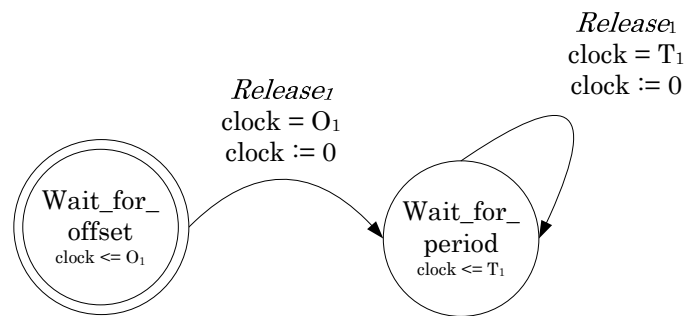 Release₁
clock = T₁
clock := 0
Release₁
clock = O₁
clock := 0
Wait_for_
offset
clock <= O₁
Wait_for_
period
clock <= T₁